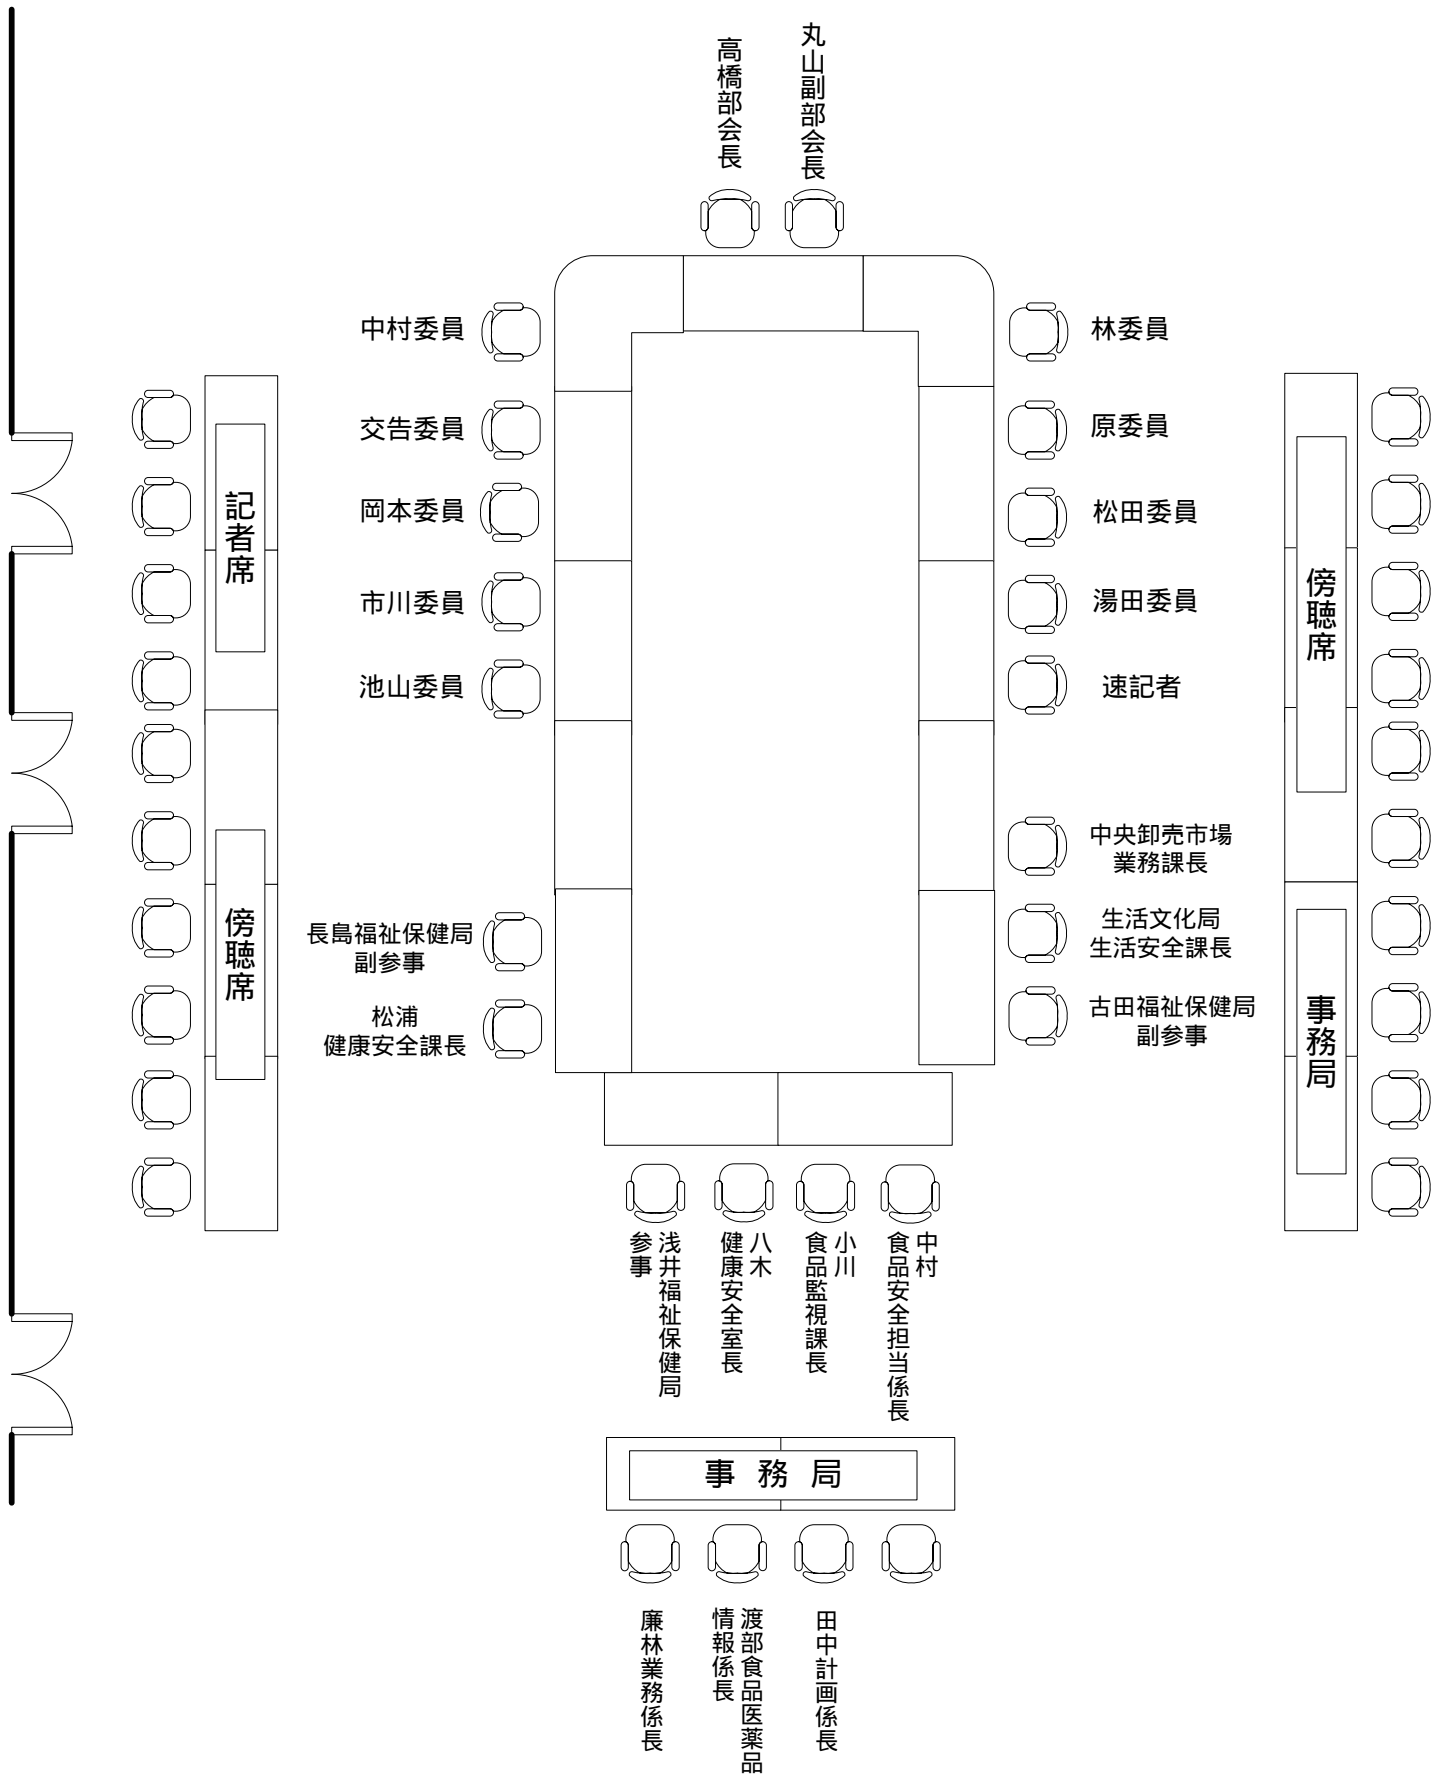 高橋部会長
丸山副部会長
中村委員
林委員
交告委員
原委員
岡本委員
松田委員
市川委員
湯田委員
池山委員
速記者
記者席
傍聴席
傍聴席
事務局
中央卸売市場
業務課長
長島福祉保健局
副参事
生活文化局
生活安全課長
松浦
健康安全課長
古田福祉保健局
副参事
浅井福祉保健局
参事
八木
健康安全室長
小川
食品監視課長
中村
食品安全担当係長
事務局
廉林業務係長
渡部食品医薬品
情報係長
田中計画係長